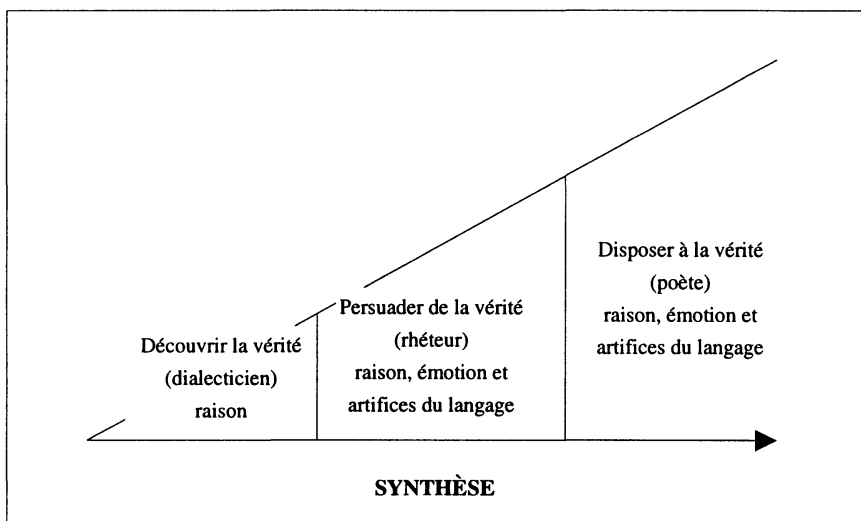 Découvrir la vérité
(dialecticien)
raison
Persuader de la vérité
(rhéteur)
raison, émotion et
artifices du langage
Disposer à la vérité
(poète)
raison, émotion et
artifices du langage
SYNTHÈSE